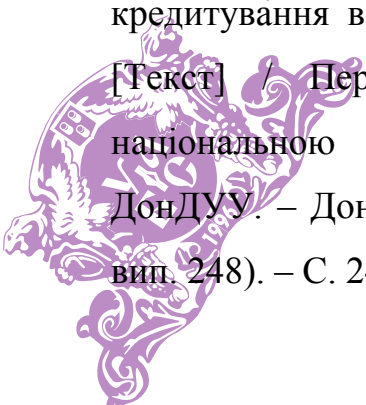 кредитування в
[Текст] / Пер
національною
ДонДУУ. – Дон
вип. 248). – С. 2